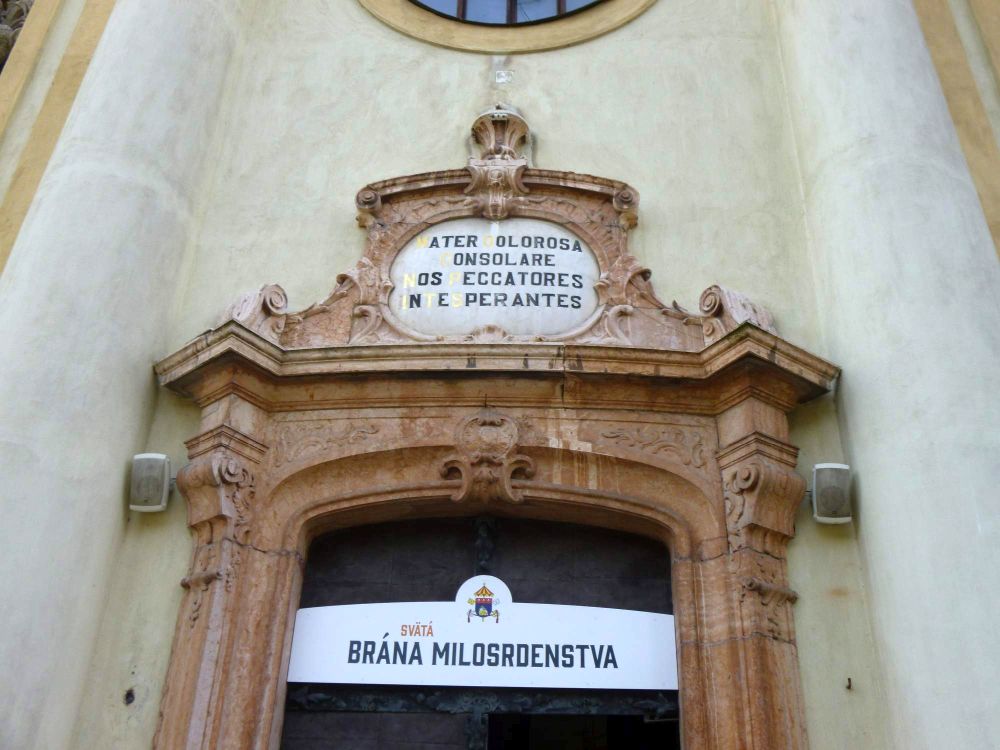 MATER DOLOROSA
CONSOLARE
NOS PECCATORES
IN TE SPERANTES
SVÄTÁ
BRÁNA MILOSRDENSTVA